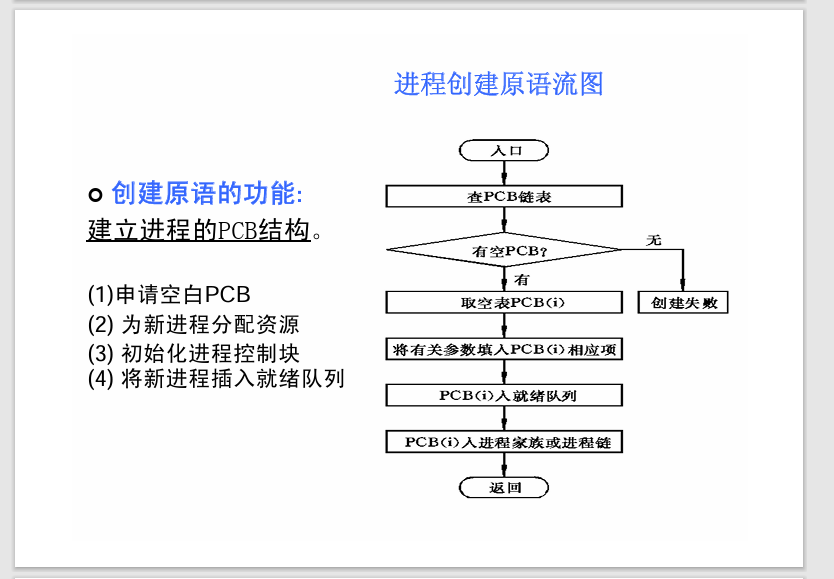 进程创建原语流图
创建原语的功能:
建立进程的PCB结构。
(1)申请空白PCB
(2) 为新进程分配资源
(3) 初始化进程控制块
(4) 将新进程插入就绪队列
入口
查PCB链表
有空PCB?
无
有
取空表PCB(i)
创建失败
将有关参数填入PCB(i)相应项
PCB(i)入就绪队列
PCB(i)入进程家族或进程链
返回